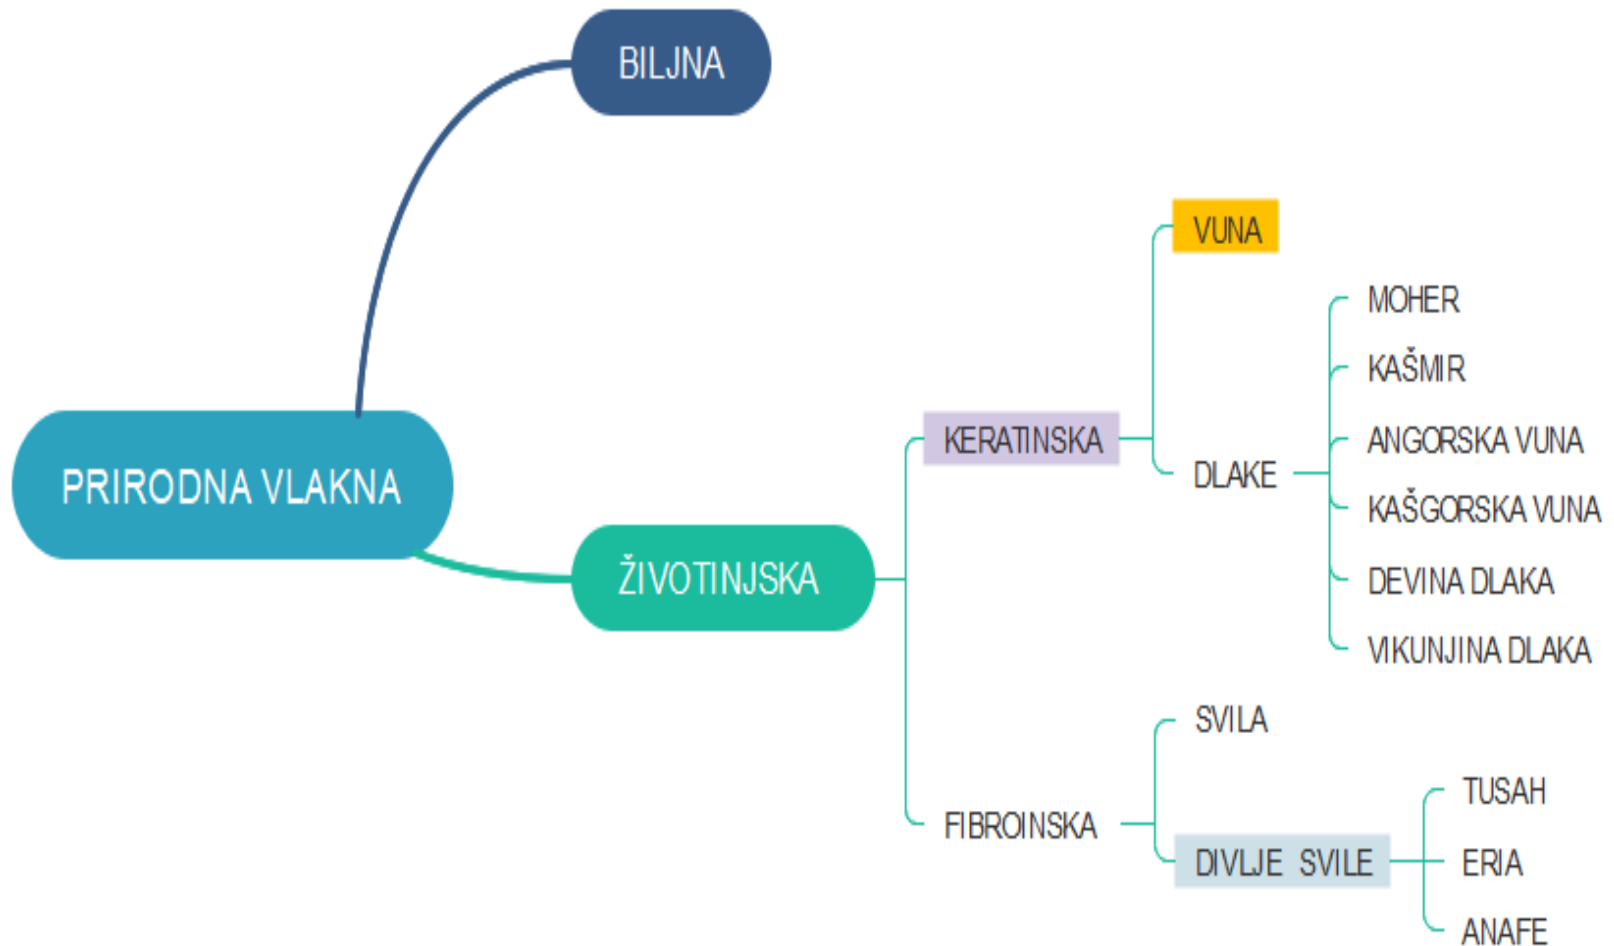 BILJNA
PRIRODNA VLAKNA
ŽIVOTINJSKA
KERATINSKA
VUNA
DLAKE
MOHER
KAŠMIR
ANGORSKA VUNA
KAŠGORSKA VUNA
DEVINA DLAKA
VIKUNJINA DLAKA
FIBROINSKA
SVILA
DIVLJE SVILE
TUSAH
ERIA
ANAFE